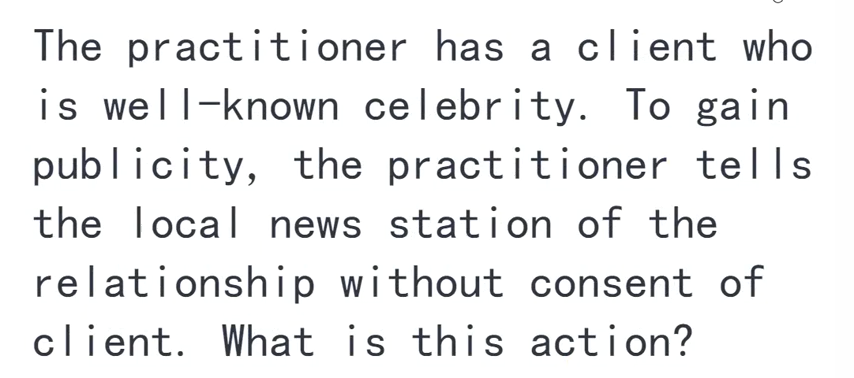 The practitioner has a client who
is well-known celebrity. To gain
publicity, the practitioner tells
the local news station of the
relationship without consent of
client. What is this action?